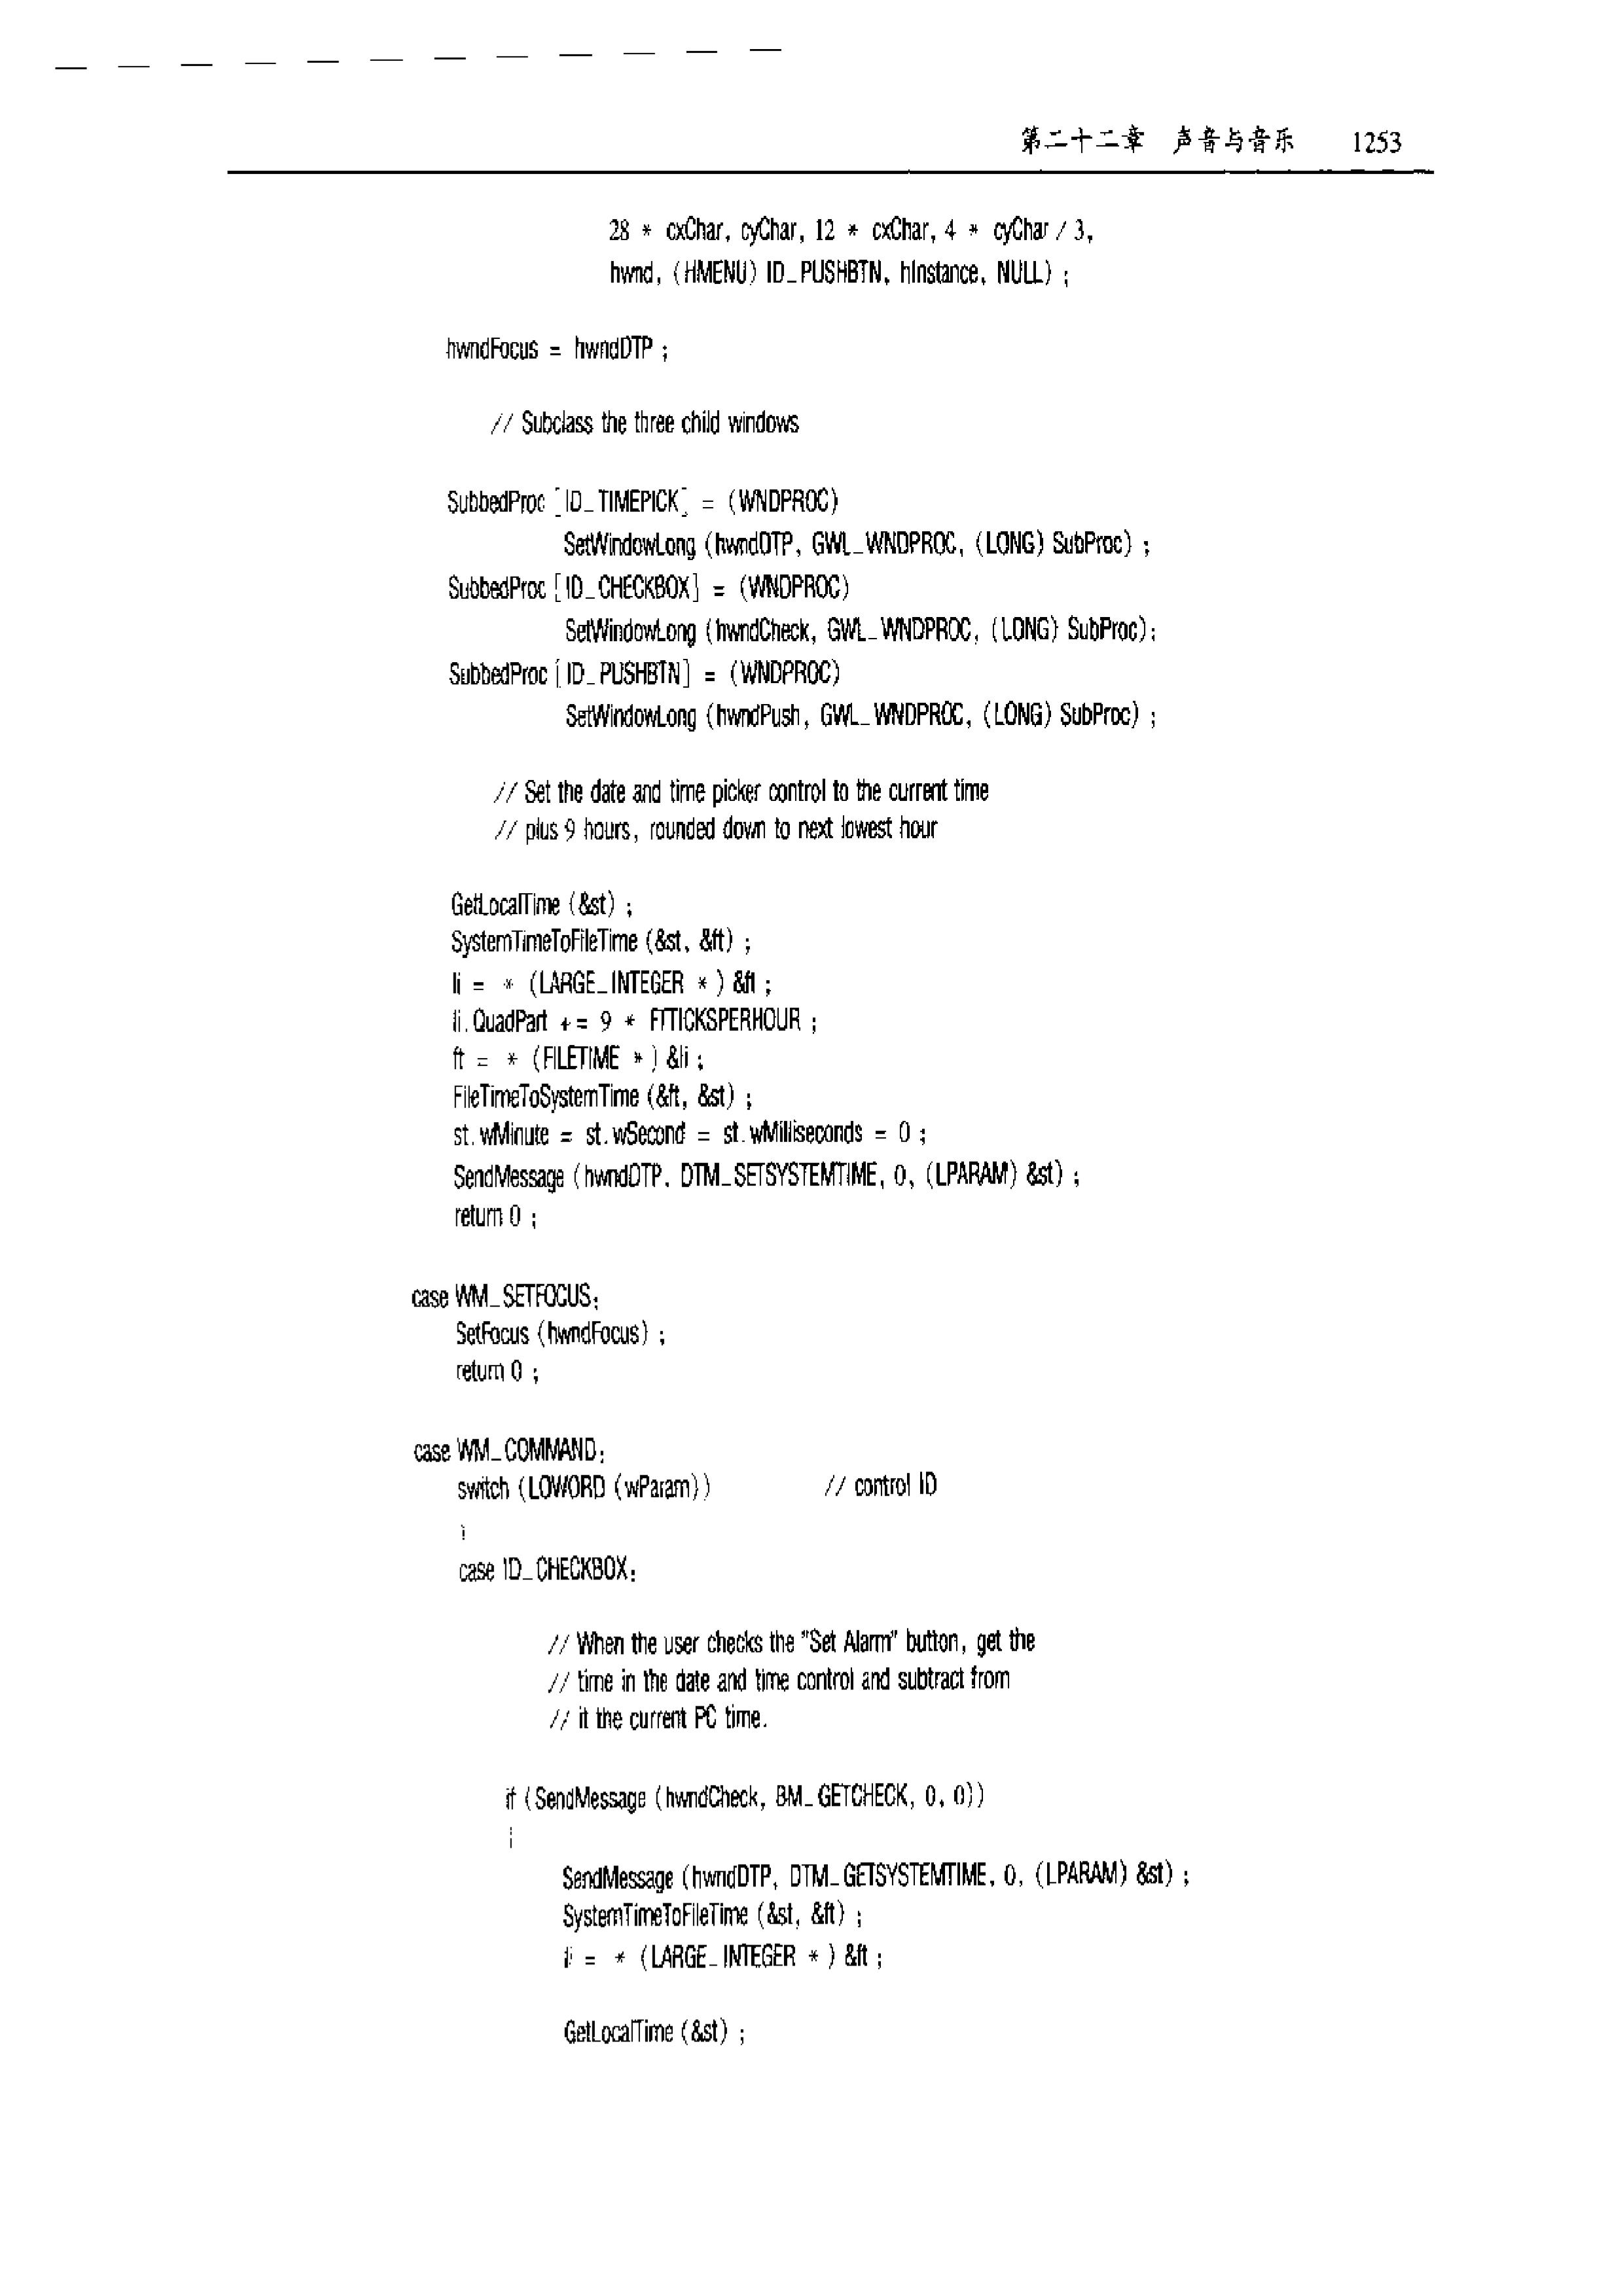 第二十二章 声音与音乐 1253
28 * cxChar, cyChar, 12 * cxChar, 4 * cyChar / 3,
hwnd, (HMENU) ID_PUSHBTN, hInstance, NULL) ;
hwndFocus = hwndDTP ;
// Subclass the three child windows
SubbedProc [ID_TIMEPICK] = (WNDPROC)
SetWindowLong (hwndDTP, GWL_WNDPROC, (LONG) SubProc) ;
SubbedProc [ID_CHECKBOX] = (WNDPROC)
SetWindowLong (hwndCheck, GWL_WNDPROC, (LONG) SubProc);
SubbedProc [ID_PUSHBTN] = (WNDPROC)
SetWindowLong (hwndPush, GWL_WNDPROC, (LONG) SubProc) ;
// Set the date and time picker control to the current time
// plus 9 hours, rounded down to next lowest hour
GetLocalTime (&st) ;
SystemTimeToFileTime (&st, &ft) ;
li = * (LARGE_INTEGER * ) &ft ;
li.QuadPart += 9 * FTTICKSPERHOUR ;
ft = * (FILETIME * ) &li ;
FileTimeToSystemTime (&ft, &st) ;
st.wMinute = st.wSecond = st.wMilliseconds = 0 ;
SendMessage (hwndDTP, DTM_SETSYSTEMTIME, 0, (LPARAM) &st) ;
return 0 ;
case WM_SETFOCUS:
SetFocus (hwndFocus) ;
return 0 ;
case WM_COMMAND:
switch (LOWORD (wParam)) // control ID
{
case ID_CHECKBOX:
// When the user checks the "Set Alarm" button, get the
// time in the date and time control and subtract from
// it the current PC time.
if (SendMessage (hwndCheck, BM_GETCHECK, 0, 0))
{
SendMessage (hwndDTP, DTM_GETSYSTEMTIME, 0, (LPARAM) &st) ;
SystemTimeToFileTime (&st, &ft) ;
li = * (LARGE_INTEGER * ) &ft ;
GetLocalTime (&st) ;